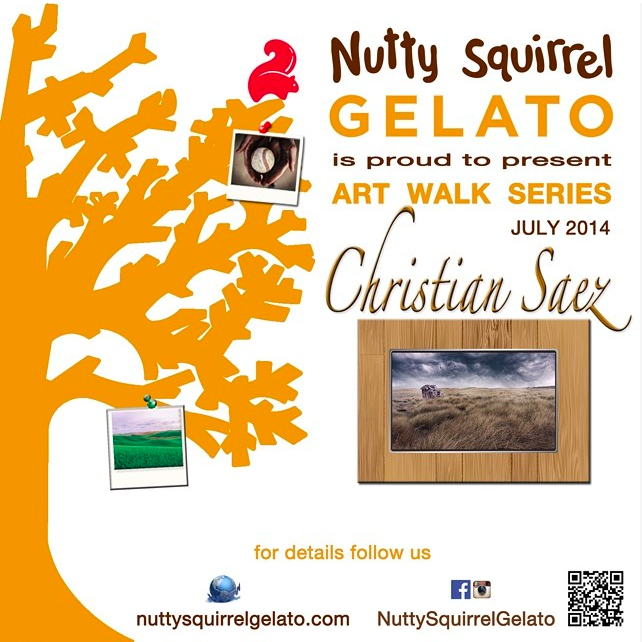 Nutty Squirrel
GELATO
is proud to present
ART WALK SERIES
JULY 2014
Christian Saez
for details follow us
nuttysquirrelgelato.com
NuttySquirrelGelato